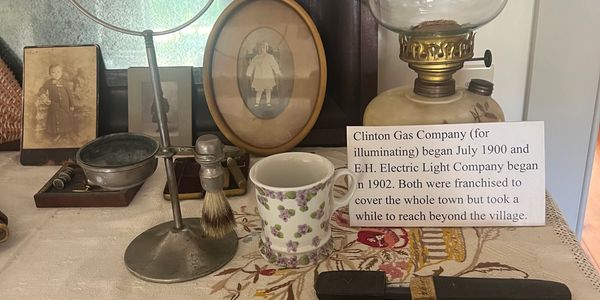 Clinton Gas Company (for
illuminating) began July 1900 and
E.H. Electric Light Company began
in 1902. Both were franchised to
cover the whole town but took a
while to reach beyond the village.